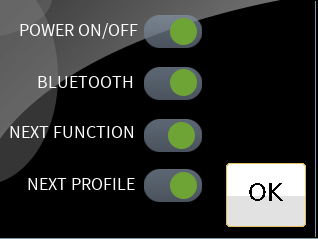 POWER ON/OFF
BLUETOOTH
NEXT FUNCTION
NEXT PROFILE
OK